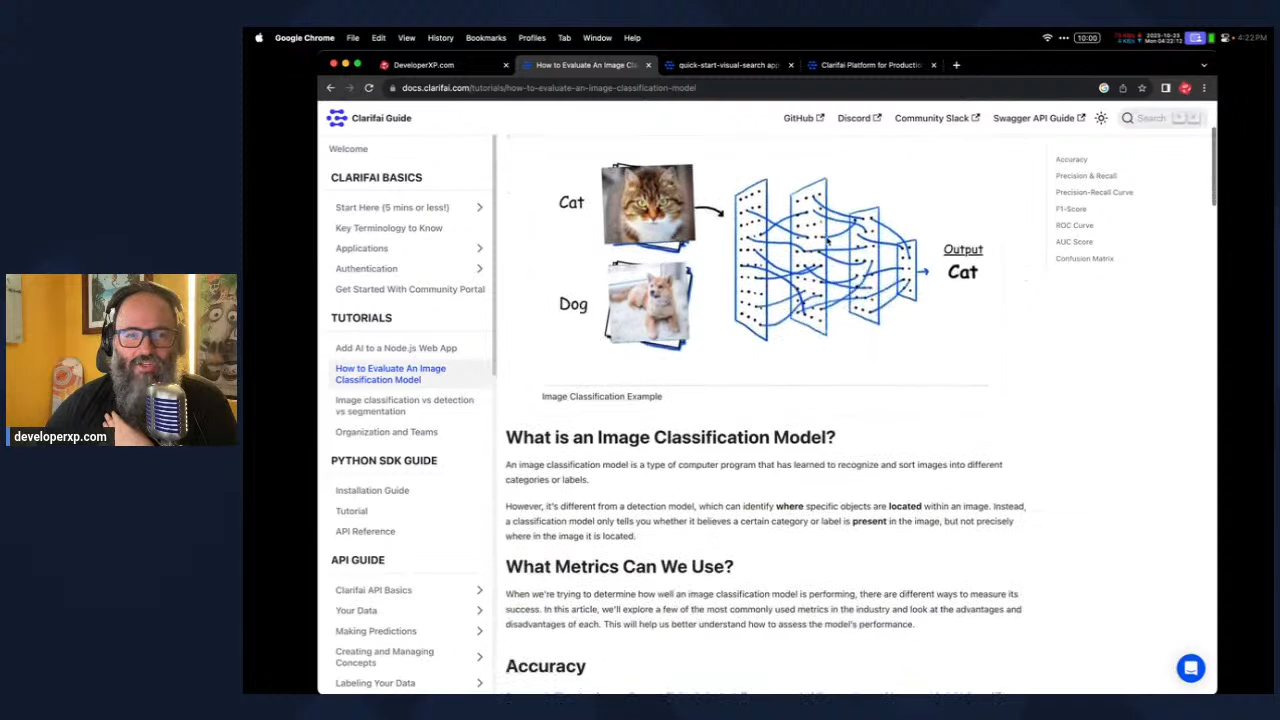 Google Chrome File Edit View History Bookmarks Profiles Tab Window Help
10:00
4:22PM
DeveloperXP.com
How to Evaluate An Image Cla
quick-start-visual-search app
Clarifai Platform for Productio
docs.clarifai.com/tutorials/how-to-evaluate-an-image-classification-model
Clarifai Guide
GitHub
Discord
Community Slack
Swagger API Guide
Search
Welcome
CLARIFAI BASICS
Start Here (5 mins or less!)
Key Terminology to Know
Applications
Authentication
Get Started With Community Portal
TUTORIALS
Add AI to a Node.js Web App
How to Evaluate An Image
Classification Model
Image classification vs detection
vs segmentation
Organization and Teams
PYTHON SDK GUIDE
Installation Guide
Tutorial
API Reference
API GUIDE
Clarifai API Basics
Your Data
Making Predictions
Creating and Managing
Concepts
Labeling Your Data
Cat
Dog
Output
Cat
Image Classification Example
What is an Image Classification Model?
An image classification model is a type of computer program that has learned to recognize and sort images into different
categories or labels.
However, it's different from a detection model, which can identify where specific objects are located within an image. Instead,
a classification model only tells you whether it believes a certain category or label is present in the image, but not precisely
where in the image it is located.
What Metrics Can We Use?
When we're trying to determine how well an image classification model is performing, there are different ways to measure its
success. In this article, we'll explore a few of the most commonly used metrics in the industry and look at the advantages and
disadvantages of each. This will help us better understand how to assess the model's performance.
Accuracy
Accuracy
Precision & Recall
Precision-Recall Curve
F1-Score
ROC Curve
AUC Score
Confusion Matrix
developerxp.com